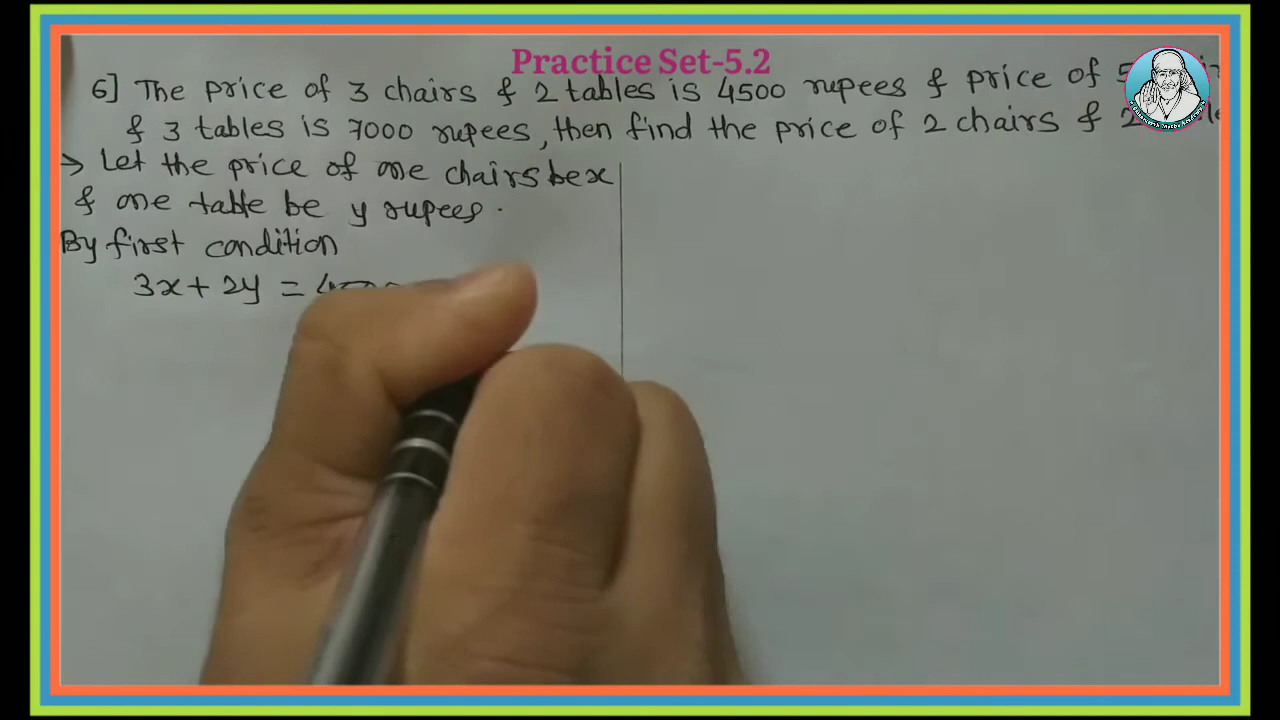 Practice Set-5.2
6] The price of 3 chairs & 2 tables is 4500 rupees & price of 5
& 3 tables is 7000 rupees, then find the price of 2 chairs & 2
→ Let the price of one chairs be x
& one table be y rupees.
By first condition
3x + 2y =